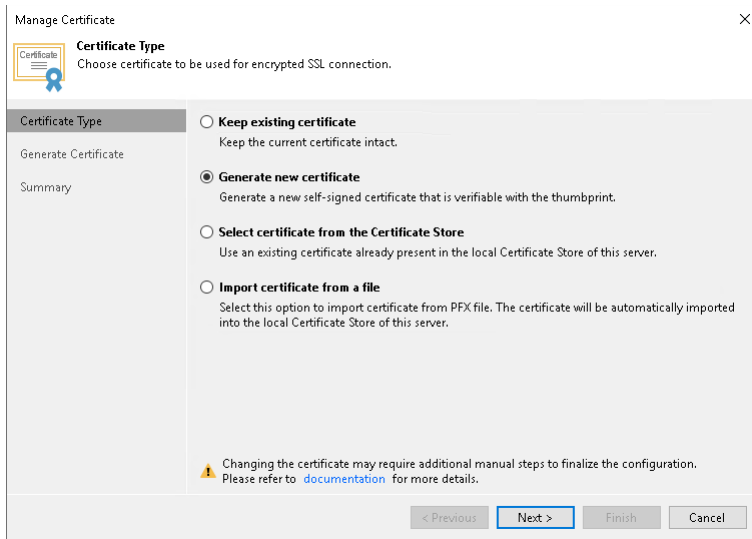 Manage Certificate
Certificate
Certificate Type
Choose certificate to be used for encrypted SSL connection.
Certificate Type
Generate Certificate
Summary
Keep existing certificate
Keep the current certificate intact.
Generate new certificate
Generate a new self-signed certificate that is verifiable with the thumbprint.
Select certificate from the Certificate Store
Use an existing certificate already present in the local Certificate Store of this server.
Import certificate from a file
Select this option to import certificate from PFX file. The certificate will be automatically imported
into the local Certificate Store of this server.
Changing the certificate may require additional manual steps to finalize the configuration.
Please refer to documentation for more details.
< Previous
Next >
Finish
Cancel